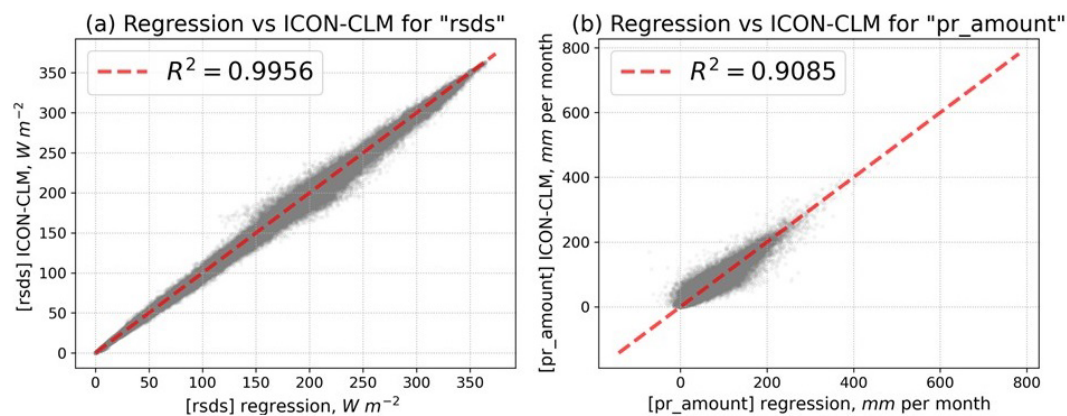 (a) Regression vs ICON-CLM for "rsds"
R² = 0.9956
350
300
250
200
150
100
50
0
[rsds] ICON-CLM, W m⁻²
0 50 100 150 200 250 300 350
[rsds] regression, W m⁻²
(b) Regression vs ICON-CLM for "pr_amount"
R² = 0.9085
800
600
400
200
0
[pr_amount] ICON-CLM, mm per month
0 200 400 600 800
[pr_amount] regression, mm per month